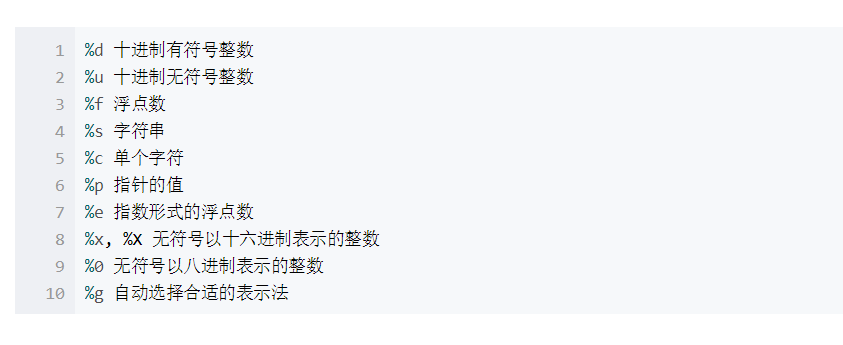 1 %d 十进制有符号整数
2 %u 十进制无符号整数
3 %f 浮点数
4 %s 字符串
5 %c 单个字符
6 %p 指针的值
7 %e 指数形式的浮点数
8 %x, %X 无符号以十六进制表示的整数
9 %0 无符号以八进制表示的整数
10 %g 自动选择合适的表示法